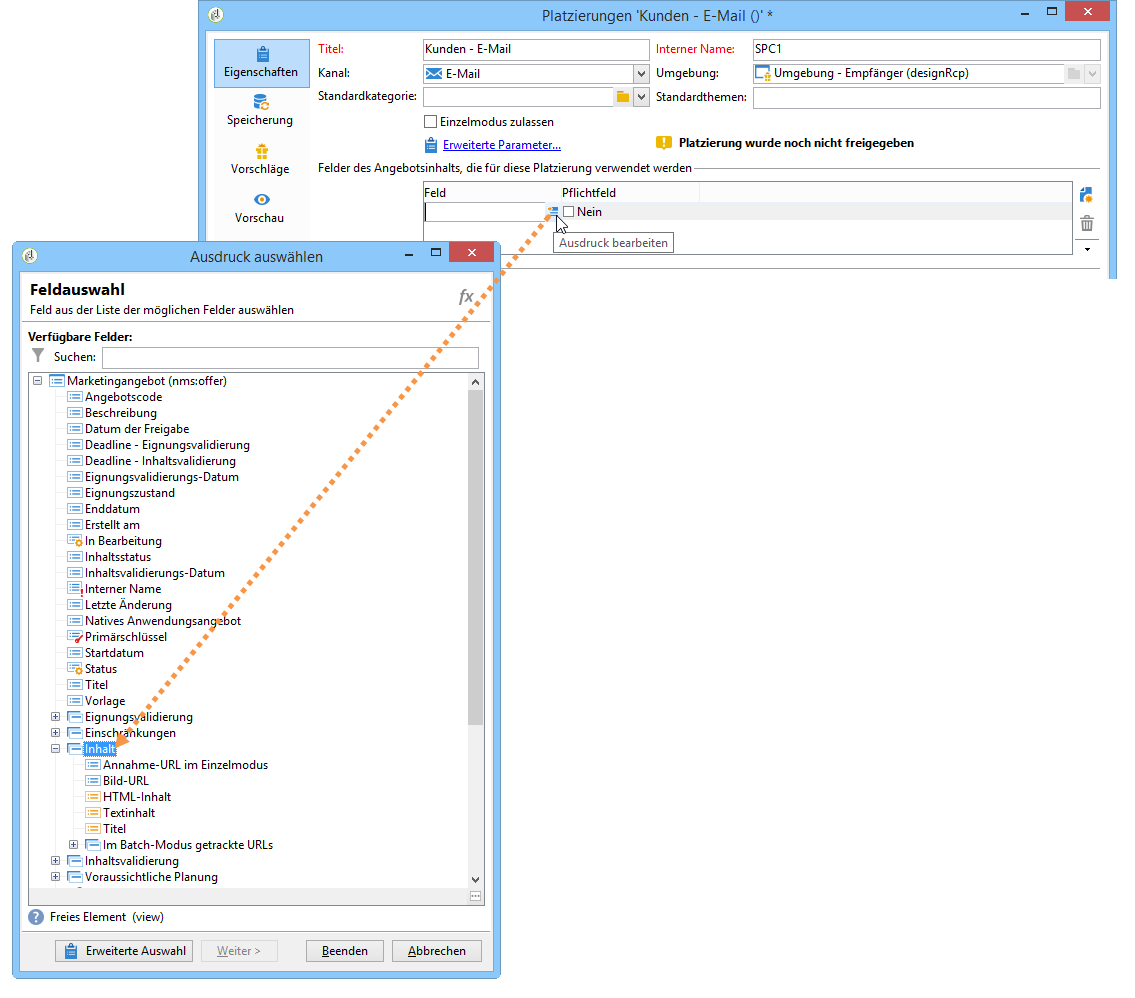 Platzierungen 'Kunden - E-Mail ()' *
Eigenschaften
Speicherung
Vorschläge
Vorschau
Titel: Kunden - E-Mail Interner Name: SPC1
Kanal: E-Mail Umgebung: Umgebung - Empfänger (designRcp)
Standardkategorie: Standardthemen:
Einzelmodus zulassen
Erweiterte Parameter... Platzierung wurde noch nicht freigegeben
Felder des Angebotsinhalts, die für diese Platzierung verwendet werden
Feld Pflichtfeld
Nein
Ausdruck bearbeiten
Ausdruck auswählen
Feldauswahl
fx
Feld aus der Liste der möglichen Felder auswählen
Verfügbare Felder:
Suchen:
Marketingangebot (nms:offer)
Angebotscode
Beschreibung
Datum der Freigabe
Deadline - Eignungsvalidierung
Deadline - Inhaltsvalidierung
Eignungsvalidierungs-Datum
Eignungszustand
Enddatum
Erstellt am
In Bearbeitung
Inhaltsstatus
Inhaltsvalidierungs-Datum
Interner Name
Letzte Änderung
Natives Anwendungsangebot
Primärschlüssel
Startdatum
Status
Titel
Vorlage
Eignungsvalidierung
Einschränkungen
Inhalt
Annahme-URL im Einzelmodus
Bild-URL
HTML-Inhalt
Textinhalt
Titel
Im Batch-Modus getrackte URLs
Inhaltsvalidierung
Voraussichtliche Planung
Freies Element (view)
Erweiterte Auswahl Weiter > Beenden Abbrechen